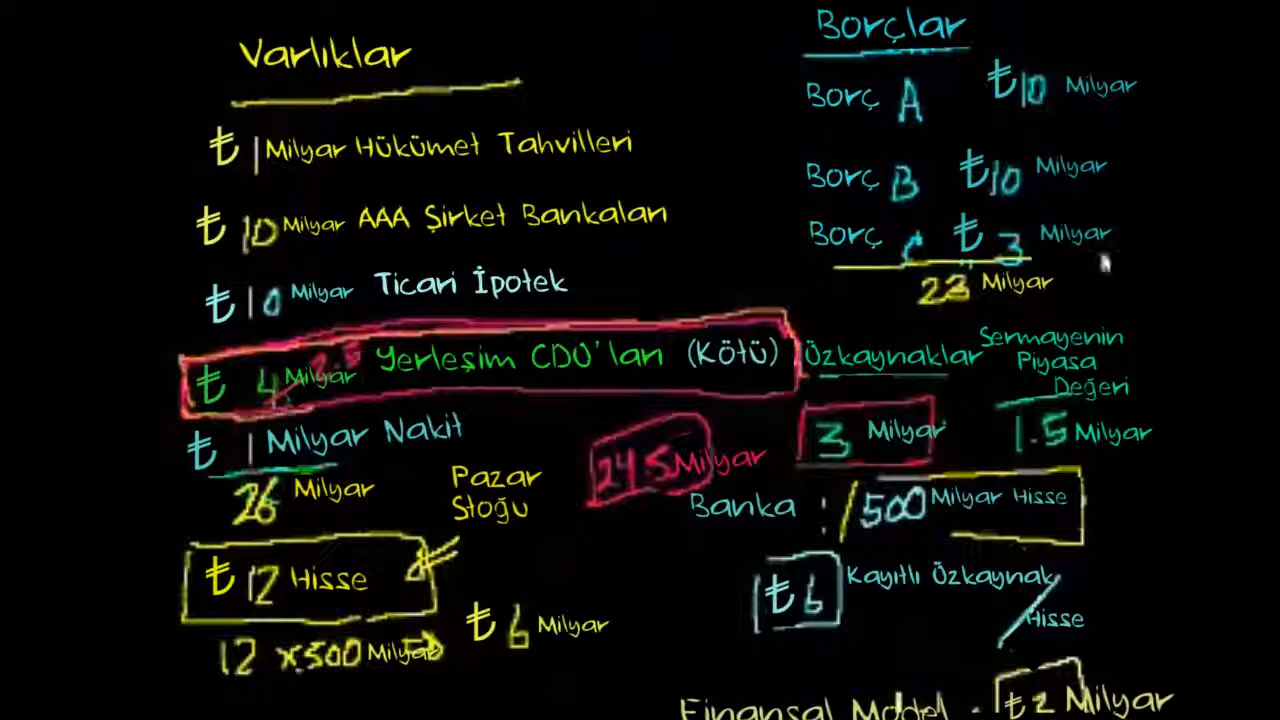 Varlıklar
₺ 1 Milyar Hükümet Tahvilleri
₺ 10 Milyar AAA Şirket Bankaları
₺ 10 Milyar Ticari İpotek
₺ 4 Milyar 2.5 Yerleşim CDO'ları (Kötü)
₺ 1 Milyar Nakit
26 Milyar
Pazar
Stoğu
₺ 12 Hisse
12 x 500 Milyar → ₺ 6 Milyar
Borçlar
Borç A ₺10 Milyar
Borç B ₺10 Milyar
Borç C ₺ 3 Milyar
23 Milyar
Özkaynaklar
3 Milyar
Sermayenin
Piyasa
Değeri
1.5 Milyar
24.5 Milyar
Banka : 500 Milyar Hisse
₺ 6 Kayıtlı Özkaynak
/ Hisse
Finansal Model - ₺ 2 Milyar